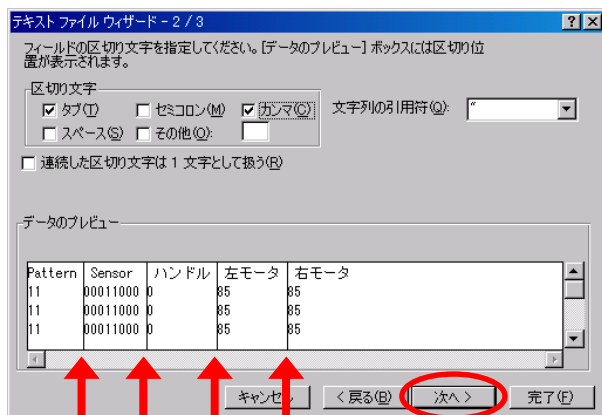 テキスト ファイル ウィザード - 2 / 3
フィールドの区切り文字を指定してください。[データのプレビュー] ボックスには区切り位
置が表示されます。
区切り文字
タブ(T) セミコロン(M) カンマ(C) 文字列の引用符(Q): "
スペース(S) その他(O):
連続した区切り文字は 1 文字として扱う(R)
データのプレビュー
Pattern Sensor ハンドル 左モータ 右モータ
11 00011000 0 85 85
11 00011000 0 85 85
11 00011000 0 85 85
キャンセル < 戻る(B) 次へ > 完了(F)